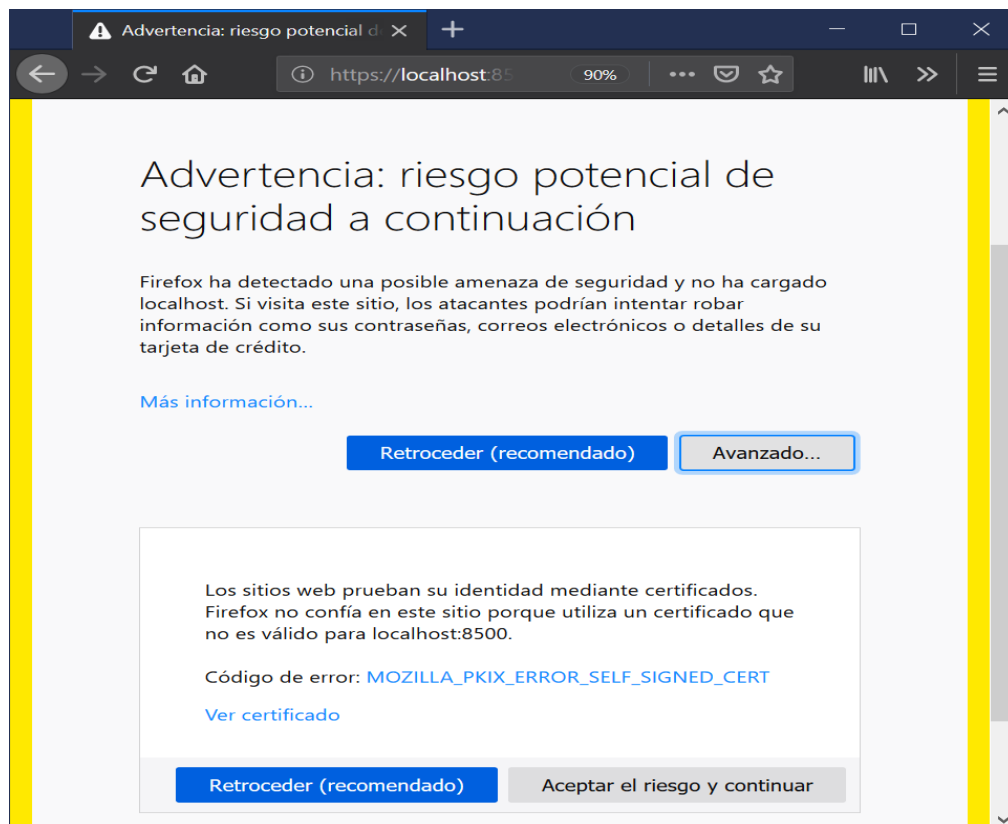 Advertencia: riesgo potencial d
https://localhost:85
90%
Advertencia: riesgo potencial de
seguridad a continuación
Firefox ha detectado una posible amenaza de seguridad y no ha cargado
localhost. Si visita este sitio, los atacantes podrían intentar robar
información como sus contraseñas, correos electrónicos o detalles de su
tarjeta de crédito.
Más información...
Retroceder (recomendado)
Avanzado...
Los sitios web prueban su identidad mediante certificados.
Firefox no confía en este sitio porque utiliza un certificado que
no es válido para localhost:8500.
Código de error: MOZILLA_PKIX_ERROR_SELF_SIGNED_CERT
Ver certificado
Retroceder (recomendado)
Aceptar el riesgo y continuar